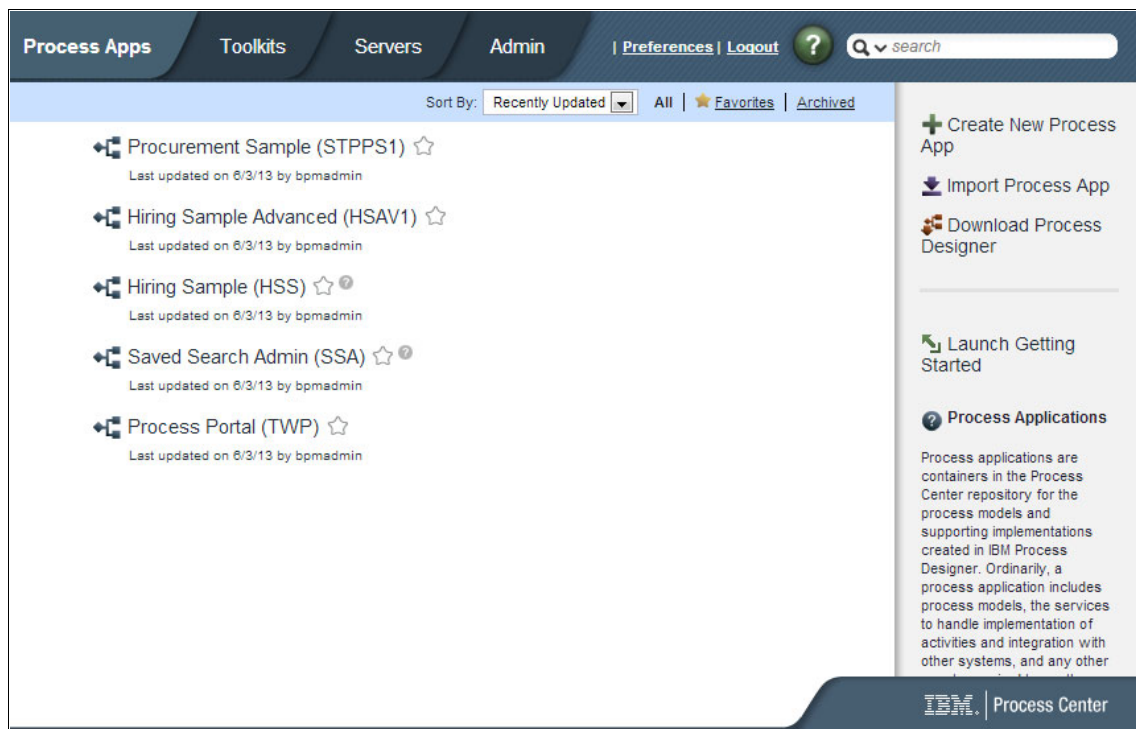 Process Apps Toolkits Servers Admin | Preferences | Logout ? search
Sort By: Recently Updated All | Favorites | Archived
Procurement Sample (STPPS1)
Last updated on 6/3/13 by bpmadmin
Hiring Sample Advanced (HSAV1)
Last updated on 6/3/13 by bpmadmin
Hiring Sample (HSS) ?
Last updated on 6/3/13 by bpmadmin
Saved Search Admin (SSA) ?
Last updated on 6/3/13 by bpmadmin
Process Portal (TWP)
Last updated on 6/3/13 by bpmadmin
Create New Process
App
Import Process App
Download Process
Designer
Launch Getting
Started
? Process Applications
Process applications are
containers in the Process
Center repository for the
process models and
supporting implementations
created in IBM Process
Designer. Ordinarily, a
process application includes
process models, the services
to handle implementation of
activities and integration with
other systems, and any other
IBM. | Process Center